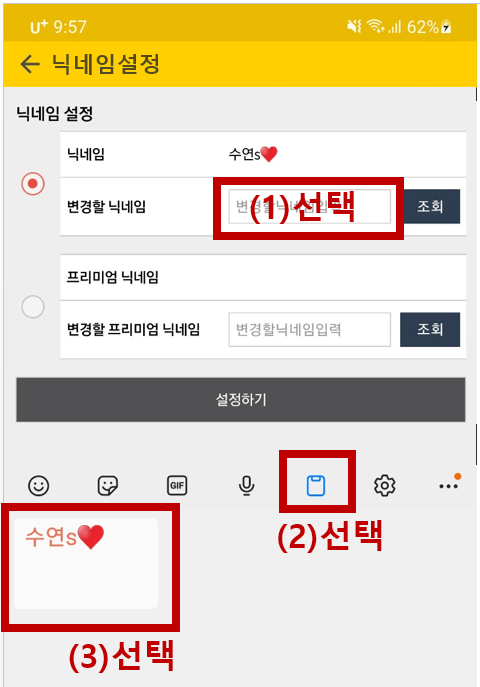 U+ 9:57 62%
닉네임설정
닉네임 설정
닉네임 수연s❤️
변경할 닉네임 변경할닉네임입력 조회
(1)선택
프리미엄 닉네임
변경할 프리미엄 닉네임 변경할닉네임입력 조회
설정하기
GIF
(2)선택
수연s❤️
(3)선택